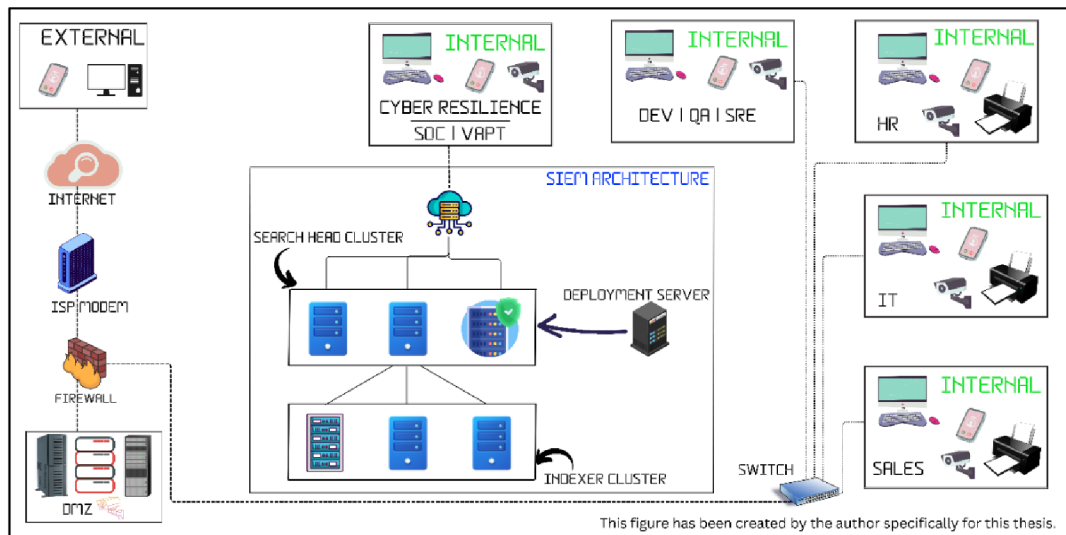 EXTERNAL
INTERNET
ISP MODEM
FIREWALL
DMZ
INTERNAL
CYBER RESILIENCE
SOC | VAPT
INTERNAL
DEV | QA | SRE
INTERNAL
HR
SIEM ARCHITECTURE
SEARCH HEAD CLUSTER
DEPLOYMENT SERVER
INDEXER CLUSTER
INTERNAL
IT
INTERNAL
SALES
SWITCH
This figure has been created by the author specifically for this thesis.